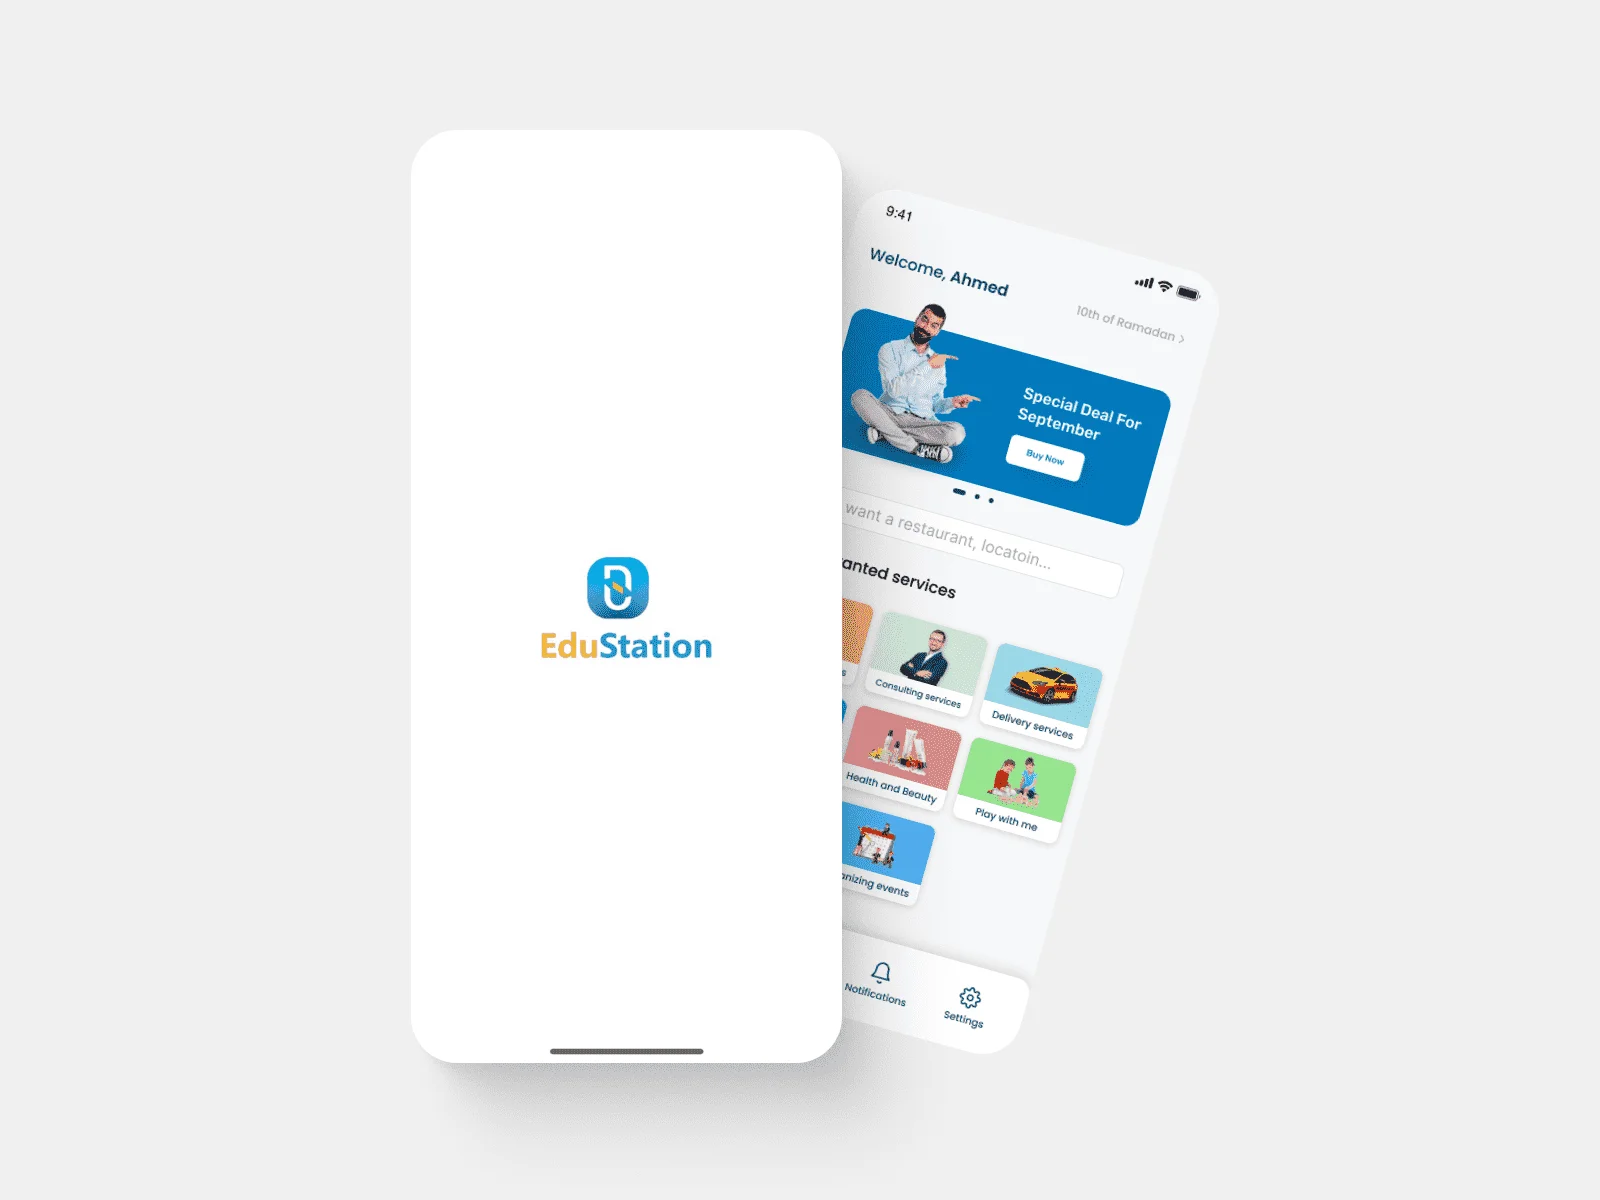 EduStation
9:41
Welcome, Ahmed
10th of Ramadan
Special Deal For
September
Buy Now
want a restaurant, locatoin...
anted services
s
Consulting services
Delivery services
Health and Beauty
Play with me
anizing events
Notifications
Settings